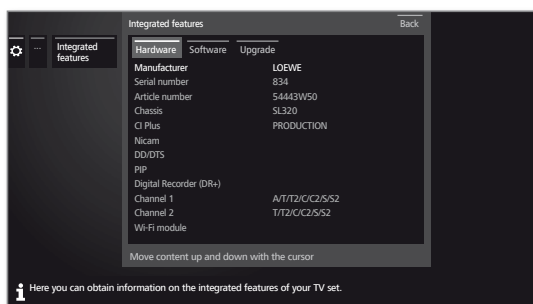 Integrated features Back
... Integrated
features
Hardware Software Upgrade
Manufacturer LOEWE
Serial number 834
Article number 54443W50
Chassis SL320
CI Plus PRODUCTION
Nicam
DD/DTS
PIP
Digital Recorder (DR+)
Channel 1 A/T/T2/C/C2/S/S2
Channel 2 T/T2/C/C2/S/S2
Wi-Fi module
Move content up and down with the cursor
i Here you can obtain information on the integrated features of your TV set.